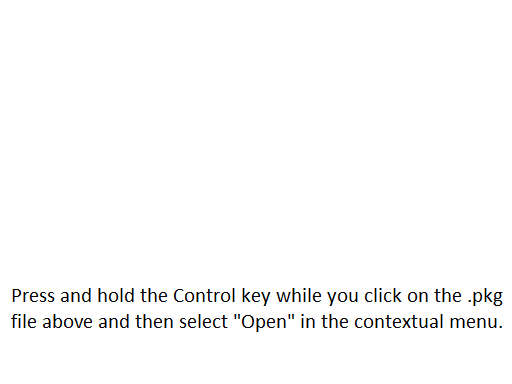 Press and hold the Control key while you click on the .pkg
file above and then select "Open" in the contextual menu.